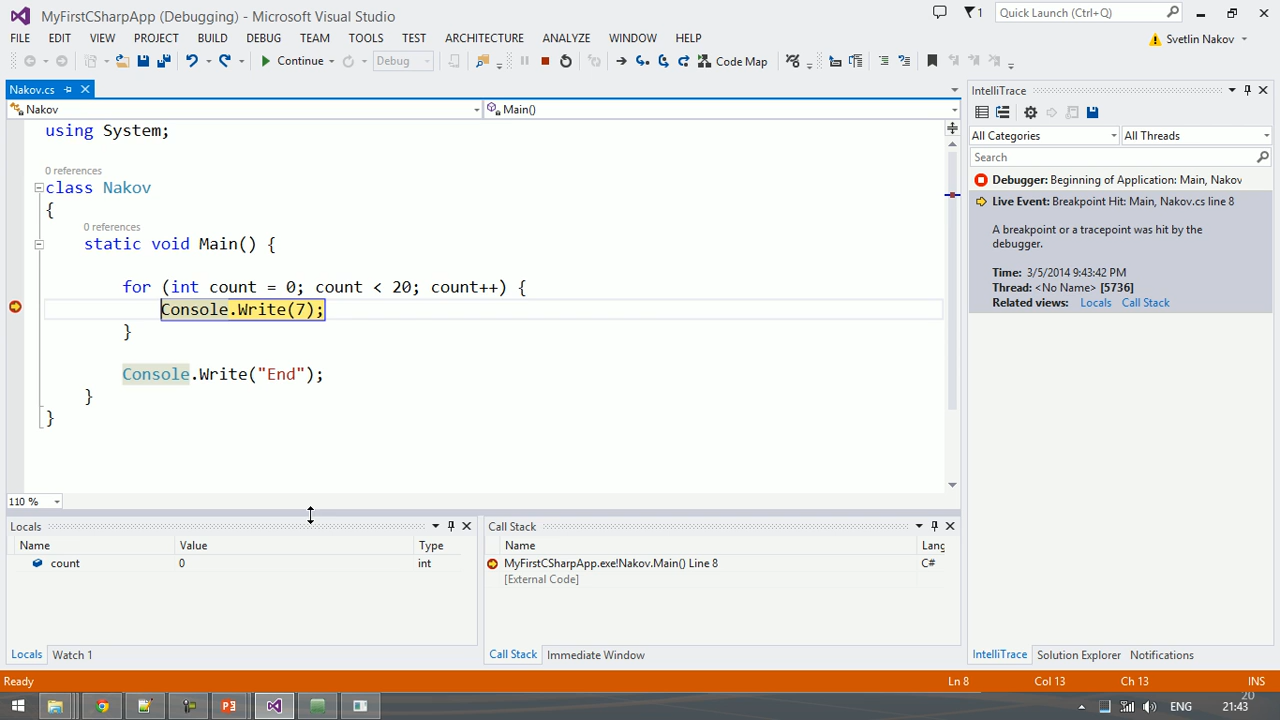 MyFirstCSharpApp (Debugging) - Microsoft Visual Studio
1
Quick Launch (Ctrl+Q)
FILE EDIT VIEW PROJECT BUILD DEBUG TEAM TOOLS TEST ARCHITECTURE ANALYZE WINDOW HELP
Svetlin Nakov
Continue Debug Code Map
Nakov.cs
Nakov
Main()
using System;
0 references
class Nakov
{
0 references
static void Main() {
for (int count = 0; count < 20; count++) {
Console.Write(7);
}
Console.Write("End");
}
}
110 %
IntelliTrace
All Categories All Threads
Search
Debugger: Beginning of Application: Main, Nakov
Live Event: Breakpoint Hit: Main, Nakov.cs line 8
A breakpoint or a tracepoint was hit by the
debugger.
Time: 3/5/2014 9:43:42 PM
Thread: <No Name> [5736]
Related views: Locals Call Stack
Locals
Name Value Type
count 0 int
Locals Watch 1
Call Stack
Name Lang
MyFirstCSharpApp.exe!Nakov.Main() Line 8 C#
[External Code]
Call Stack Immediate Window
IntelliTrace Solution Explorer Notifications
Ready Ln 8 Col 13 Ch 13 INS
ENG
20
21:43